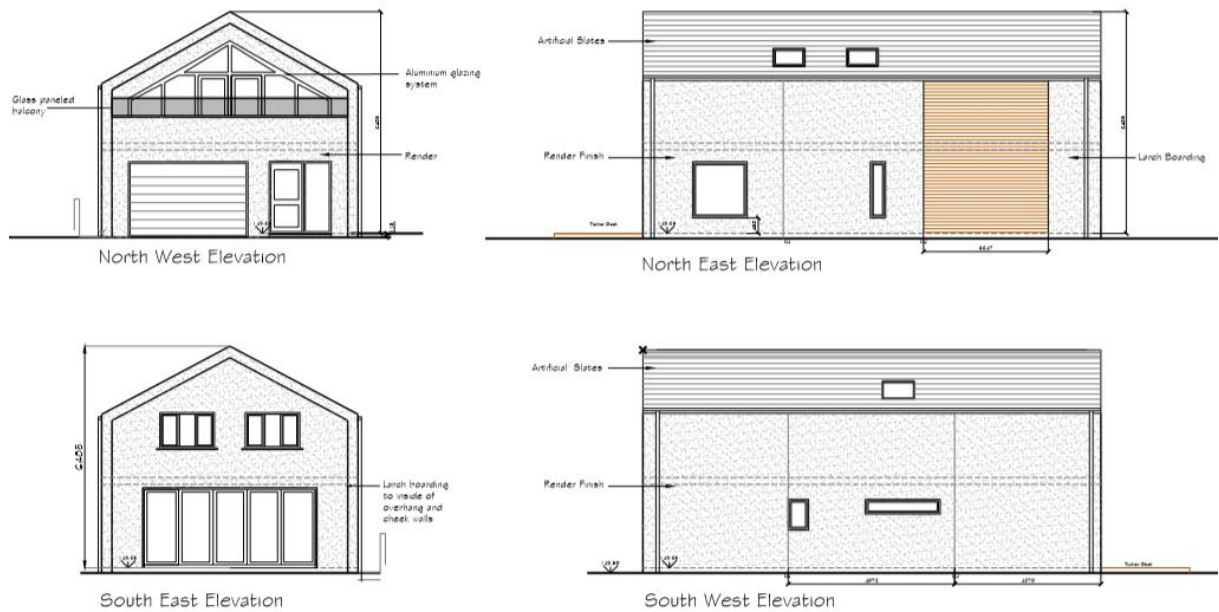 Artificial Slates
Aluminium glazing
system
Glass paneled
balcony
Render
Render Finish
Larch Boarding
North West Elevation
North East Elevation
Artificial Slates
6405
Render Finish
Larch boarding
to inside of
overhang and
cheek walls
South East Elevation
South West Elevation